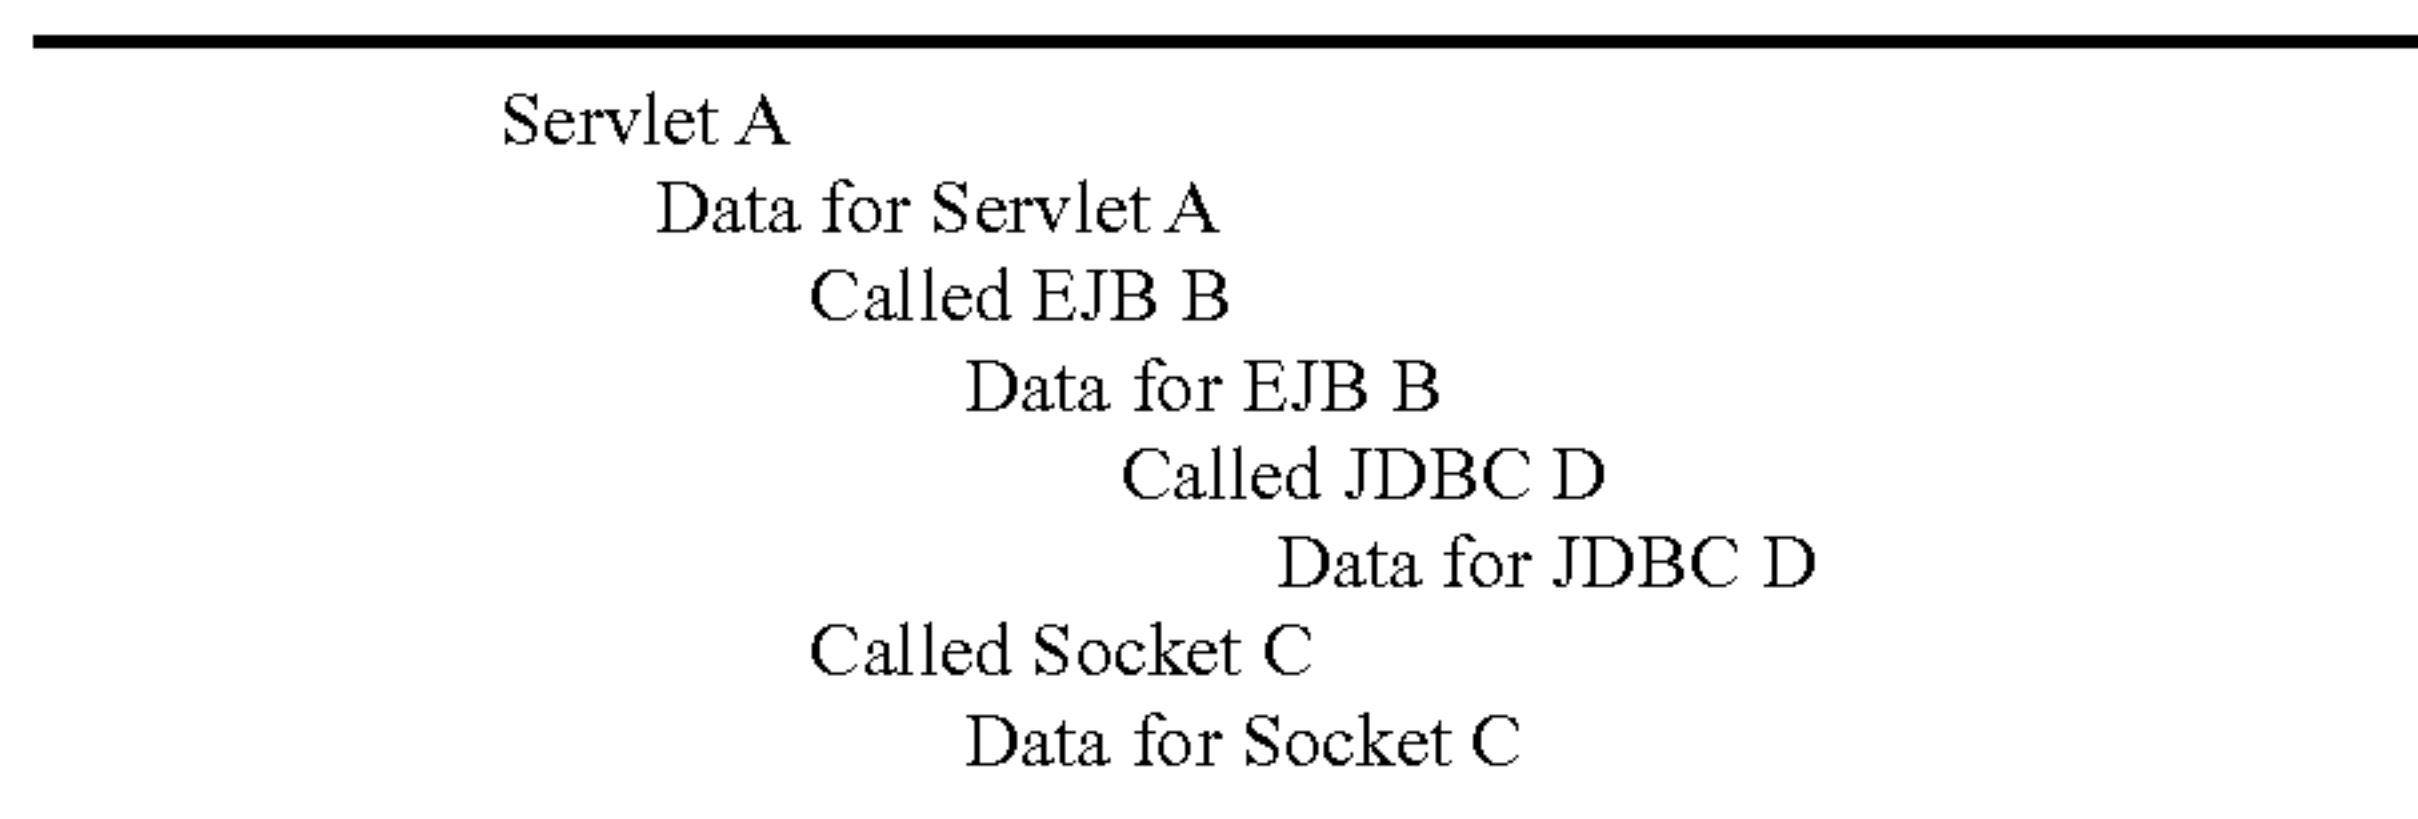 Servlet A
Data for Servlet A
Called EJB B
Data for EJB B
Called JDBC D
Data for JDBC D
Called Socket C
Data for Socket C